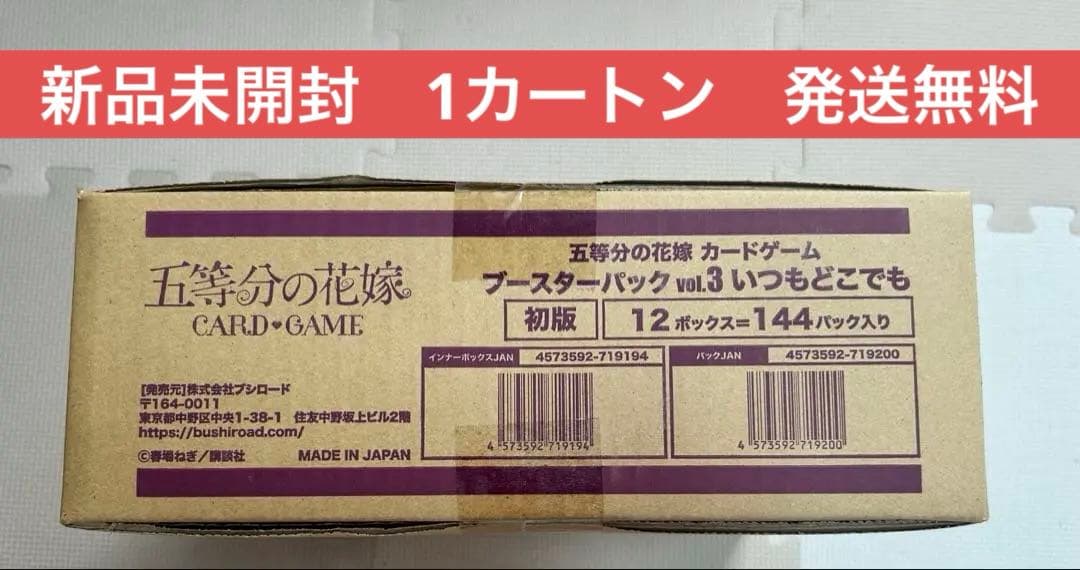 新品未開封　1カートン　発送無料
五等分の花嫁
CARD♥GAME
五等分の花嫁 カードゲーム
ブースターパック vol.3 いつもどこでも
初版
12ボックス=144パック入り
インナーボックスJAN 4573592-719194
4 573592 719194
パックJAN 4573592-719200
4 573592 719200
[発売元]株式会社ブシロード
〒164-0011
東京都中野区中央1-38-1 住友中野坂上ビル2階
https://bushiroad.com/
©春場ねぎ／講談社 MADE IN JAPAN